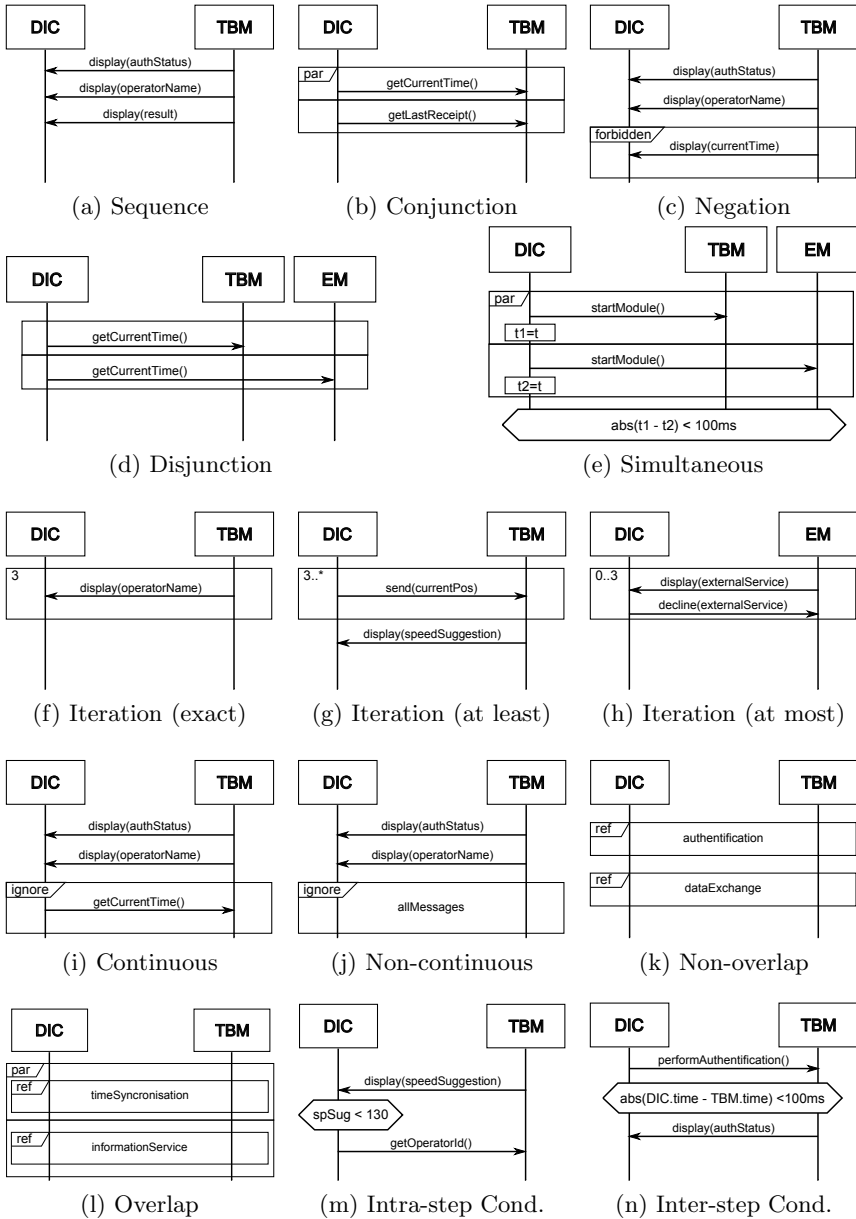 DIC TBM
display(authStatus)
display(operatorName)
display(result)
(a) Sequence
DIC TBM
par
getCurrentTime()
getLastReceipt()
(b) Conjunction
DIC TBM
display(authStatus)
display(operatorName)
forbidden
display(currentTime)
(c) Negation
DIC TBM EM
getCurrentTime()
getCurrentTime()
(d) Disjunction
DIC TBM EM
par
startModule()
t1=t
startModule()
t2=t
abs(t1 - t2) < 100ms
(e) Simultaneous
DIC TBM
3
display(operatorName)
(f) Iteration (exact)
DIC TBM
3..*
send(currentPos)
display(speedSuggestion)
(g) Iteration (at least)
DIC EM
0..3
display(externalService)
decline(externalService)
(h) Iteration (at most)
DIC TBM
display(authStatus)
display(operatorName)
ignore
getCurrentTime()
(i) Continuous
DIC TBM
display(authStatus)
display(operatorName)
ignore
allMessages
(j) Non-continuous
DIC TBM
ref
authentification
ref
dataExchange
(k) Non-overlap
DIC TBM
par
ref
timeSyncronisation
ref
informationService
(l) Overlap
DIC TBM
display(speedSuggestion)
spSug < 130
getOperatorId()
(m) Intra-step Cond.
DIC TBM
performAuthentification()
abs(DIC.time - TBM.time) <100ms
display(authStatus)
(n) Inter-step Cond.